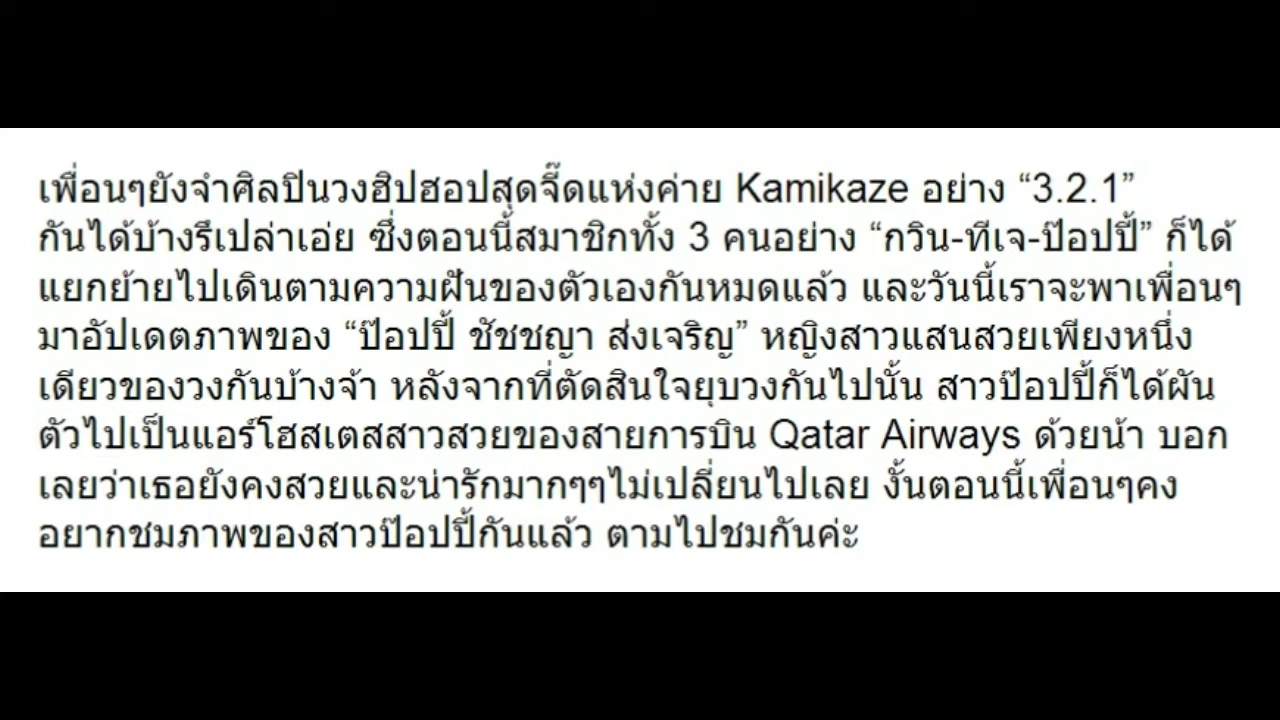 เพื่อนๆยังจำศิลปินวงฮิปฮอปสุดจี๊ดแห่งค่าย Kamikaze อย่าง “3.2.1”
กันได้บ้างรึเปล่าเอ่ย ซึ่งตอนนี้สมาชิกทั้ง 3 คนอย่าง “กวิน-ทีเจ-ป๊อปปี้” ก็ได้
แยกย้ายไปเดินตามความฝันของตัวเองกันหมดแล้ว และวันนี้เราจะพาเพื่อนๆ
มาอัปเดตภาพของ “ป๊อปปี้ ชัชชญา ส่งเจริญ” หญิงสาวแสนสวยเพียงหนึ่ง
เดียวของวงกันบ้างจ้า หลังจากที่ตัดสินใจยุบวงกันไปนั้น สาวป๊อปปี้ก็ได้ผัน
ตัวไปเป็นแอร์โฮสเตสสาวสวยของสายการบิน Qatar Airways ด้วยน้า บอก
เลยว่าเธอยังคงสวยและน่ารักมากๆๆไม่เปลี่ยนไปเลย งั้นตอนนี้เพื่อนๆคง
อยากชมภาพของสาวป๊อปปี้กันแล้ว ตามไปชมกันค่ะ